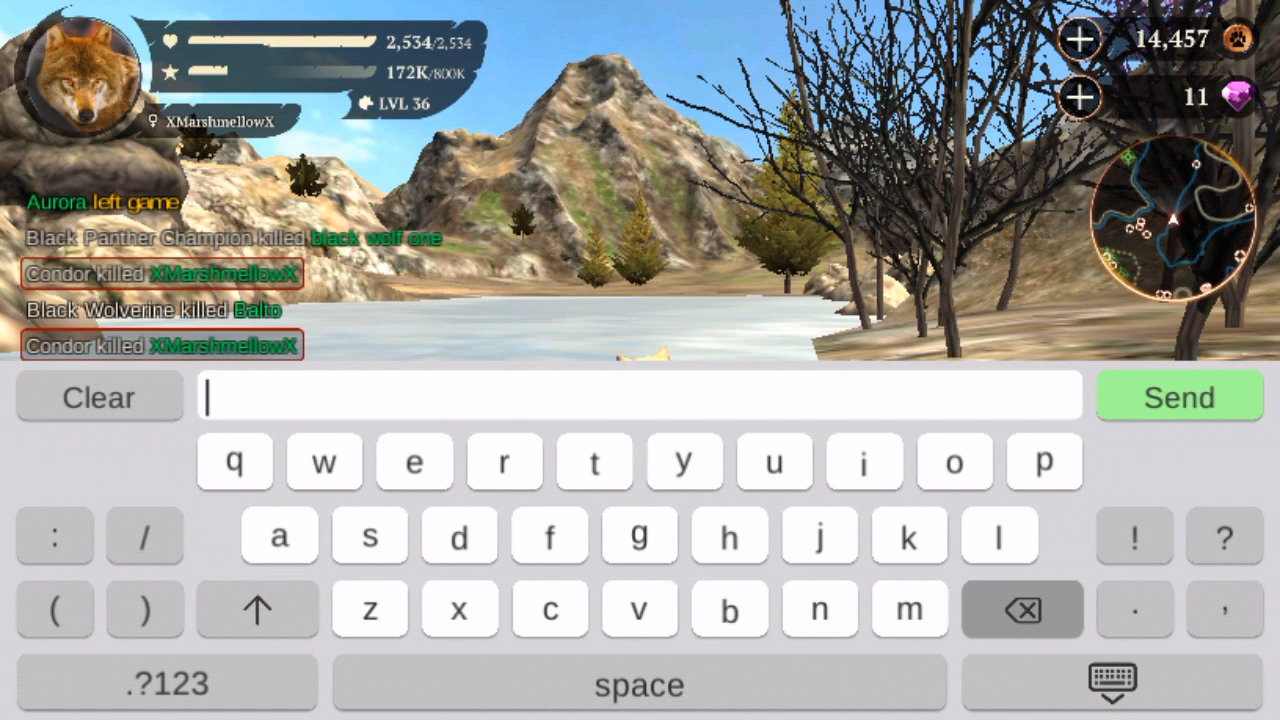 2,534/2,534
172K/800K
LVL 36
XMarshmellowX
14,457
11
Aurora left game
Black Panther Champion killed black wolf one
Condor killed XMarshmellowX
Black Wolverine killed Balto
Condor killed XMarshmellowX
Clear
Send
q w e r t y u i o p
: / a s d f g h j k l ! ?
( ) z x c v b n m . ,
.?123 space